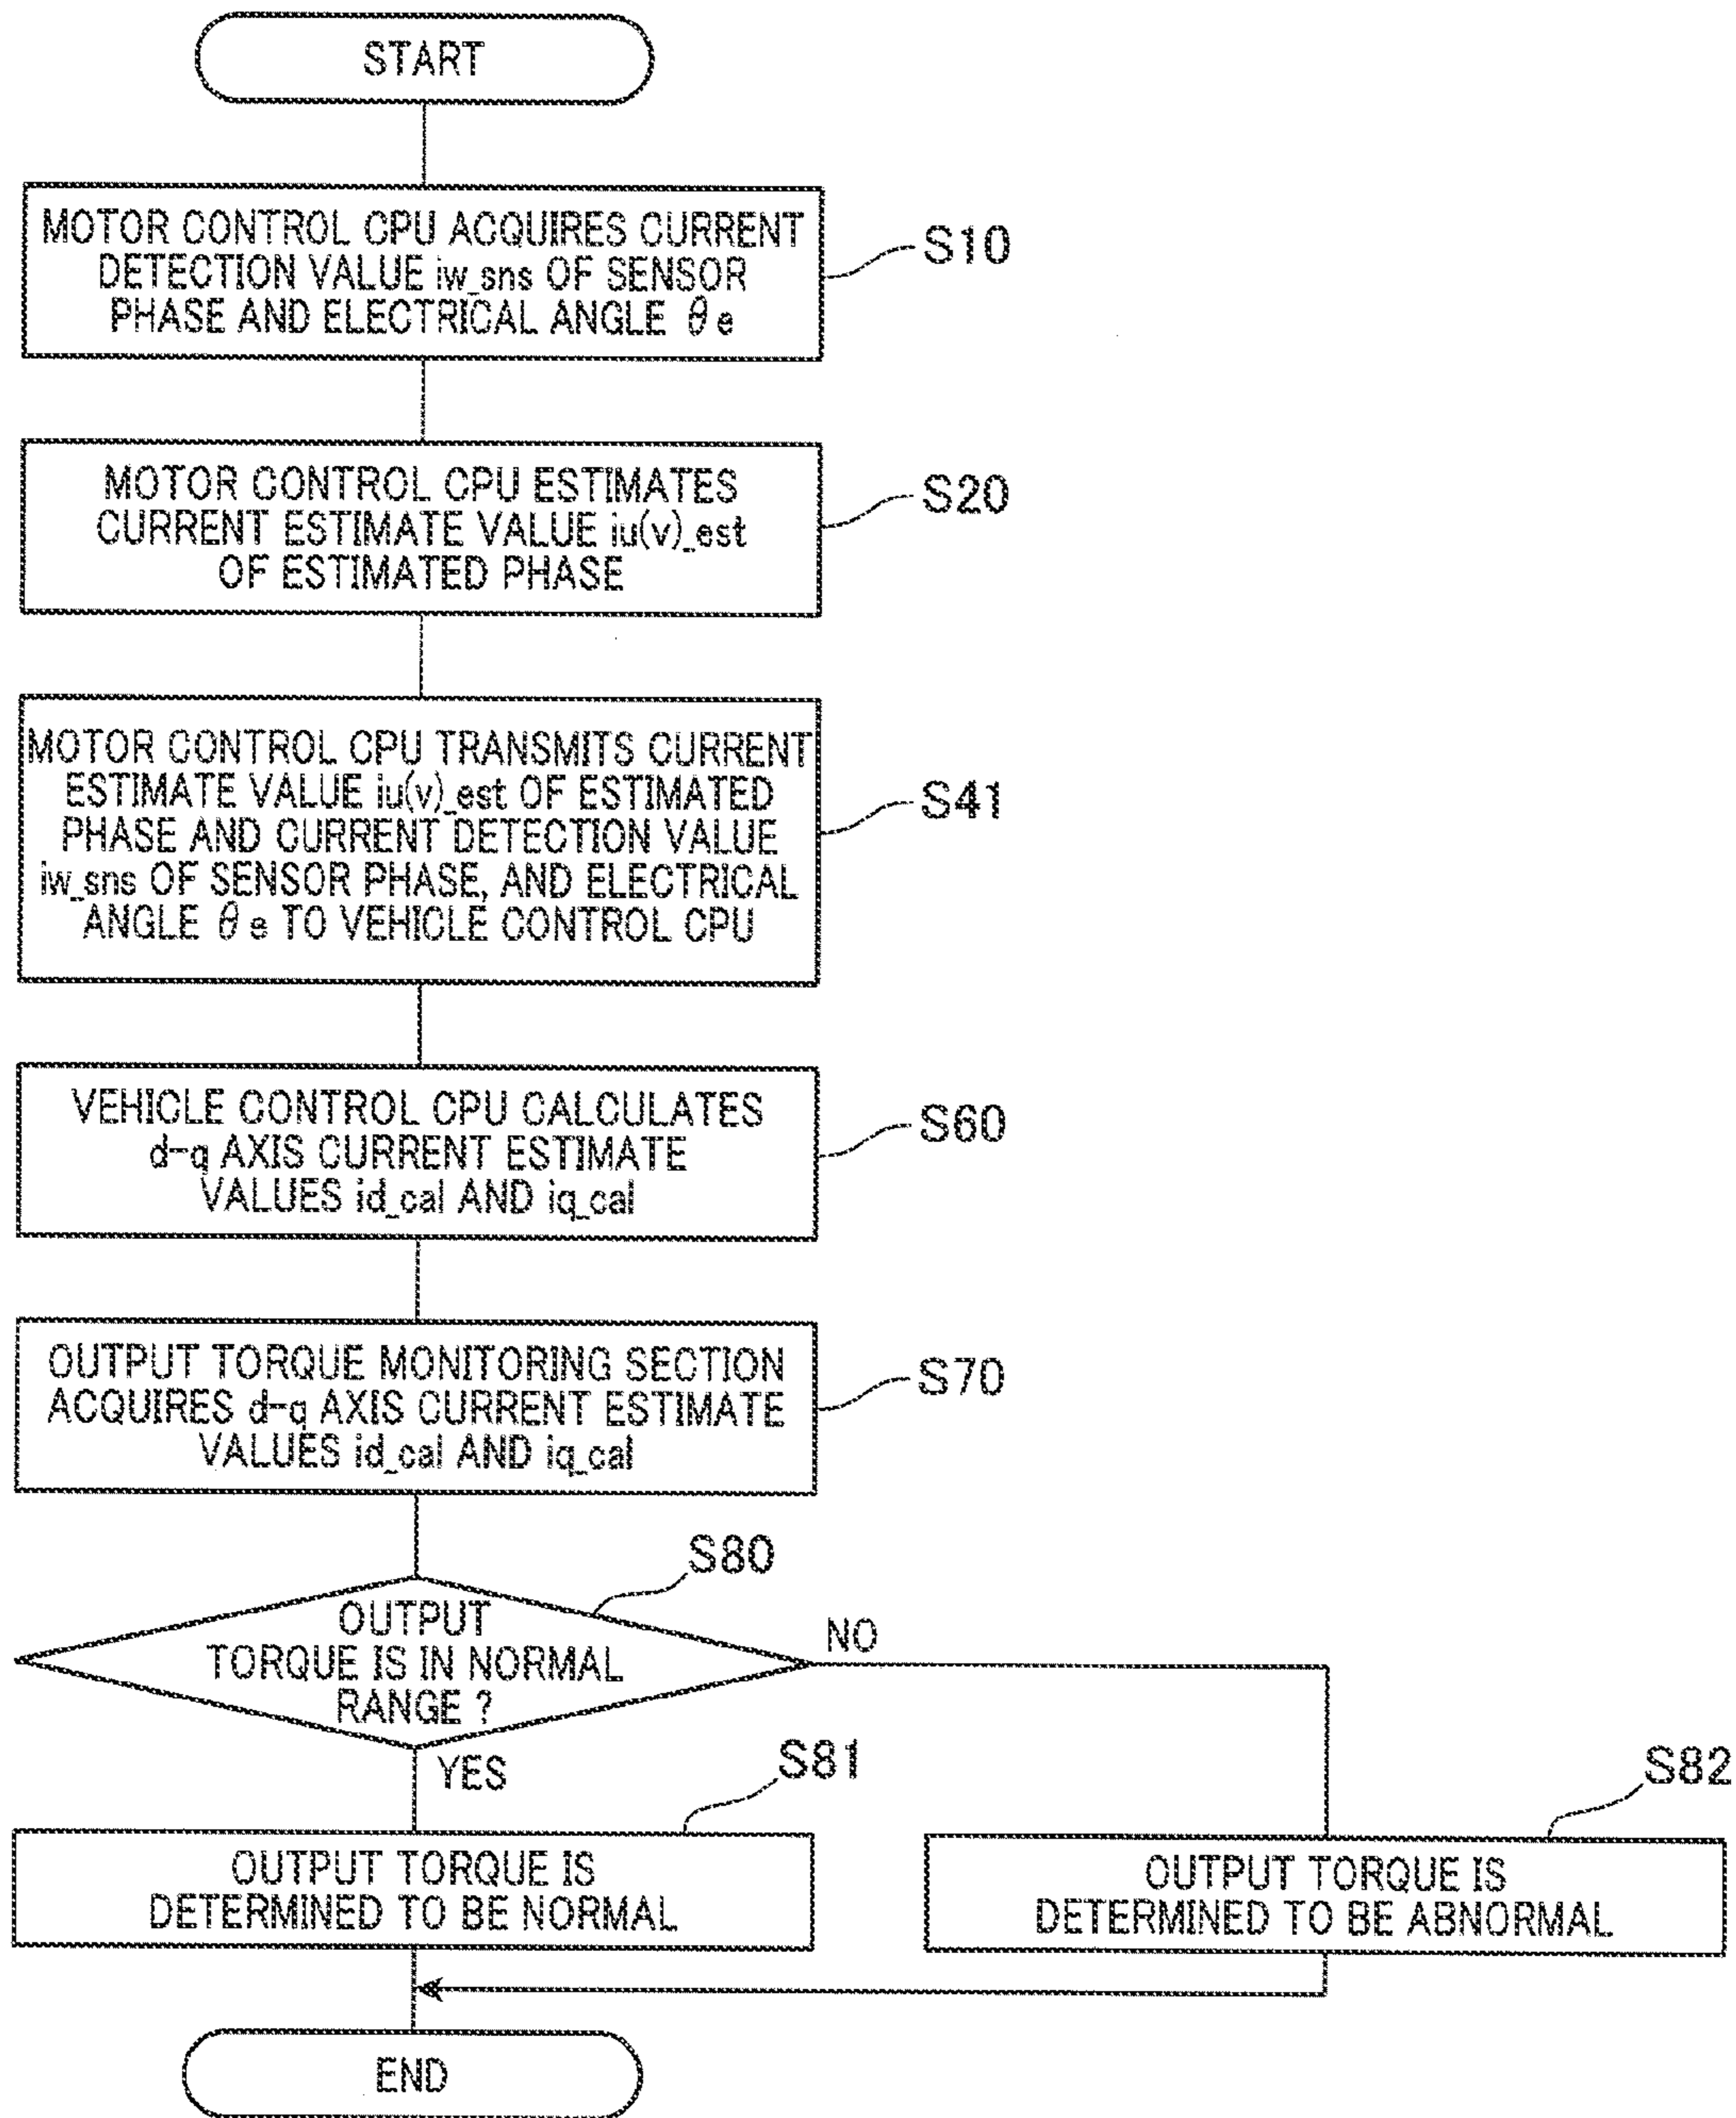 START
MOTOR CONTROL CPU ACQUIRES CURRENT
DETECTION VALUE iw_sns OF SENSOR
PHASE AND ELECTRICAL ANGLE θe
S10
MOTOR CONTROL CPU ESTIMATES
CURRENT ESTIMATE VALUE iu(v)_est
OF ESTIMATED PHASE
S20
MOTOR CONTROL CPU TRANSMITS CURRENT
ESTIMATE VALUE iu(v)_est OF ESTIMATED
PHASE AND CURRENT DETECTION VALUE
iw_sns OF SENSOR PHASE, AND ELECTRICAL
ANGLE θe TO VEHICLE CONTROL CPU
S41
VEHICLE CONTROL CPU CALCULATES
d-q AXIS CURRENT ESTIMATE
VALUES id_cal AND iq_cal
S60
OUTPUT TORQUE MONITORING SECTION
ACQUIRES d-q AXIS CURRENT ESTIMATE
VALUES id_cal AND iq_cal
S70
S80
OUTPUT
TORQUE IS IN NORMAL
RANGE ?
NO
YES
S81
S82
OUTPUT TORQUE IS
DETERMINED TO BE NORMAL
OUTPUT TORQUE IS
DETERMINED TO BE ABNORMAL
END